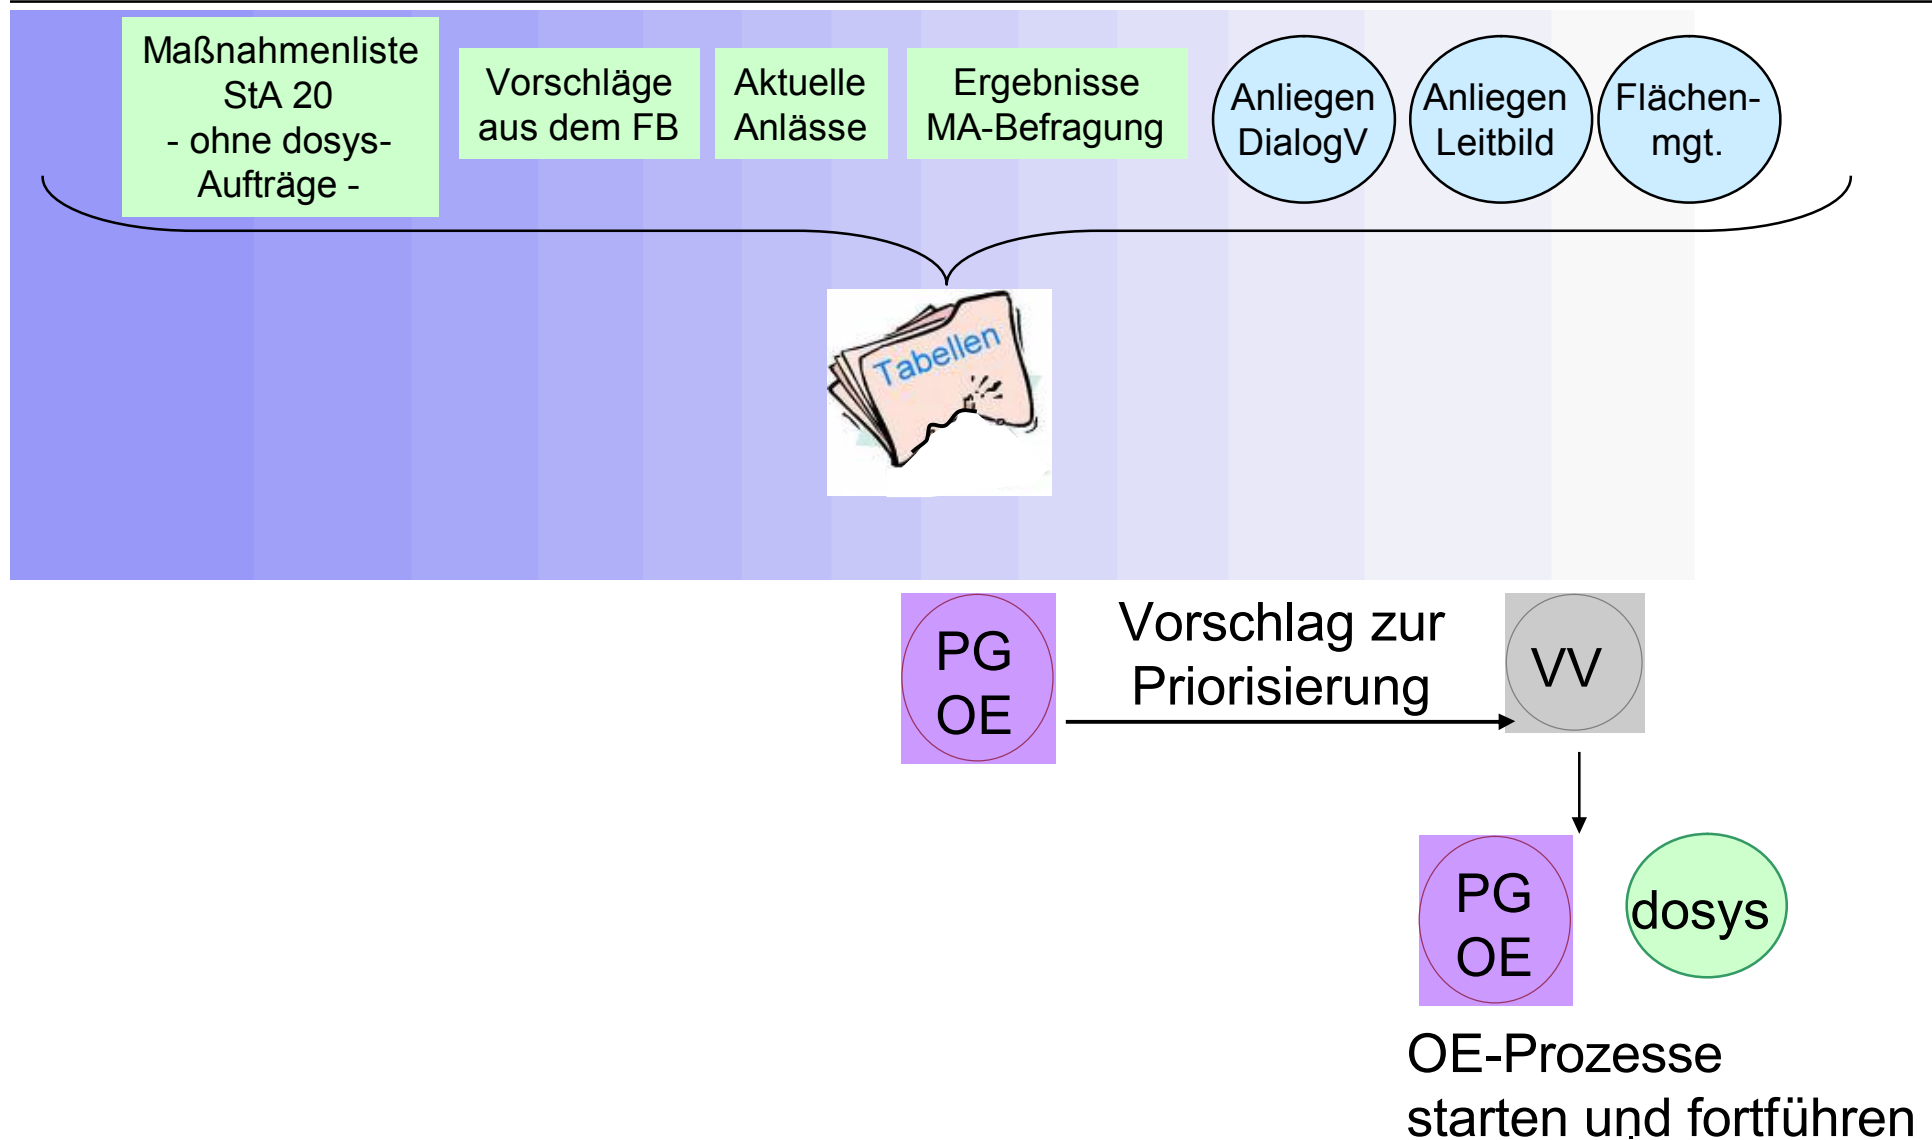 Maßnahmenliste
StA 20
- ohne dosys-
Aufträge -
Vorschläge
aus dem FB
Aktuelle
Anlässe
Ergebnisse
MA-Befragung
Anliegen
DialogV
Anliegen
Leitbild
Flächen-
mgt.
Tabellen
PG
OE
Vorschlag zur
Priorisierung
VV
PG
OE
dosys
OE-Prozesse
starten und fortführen